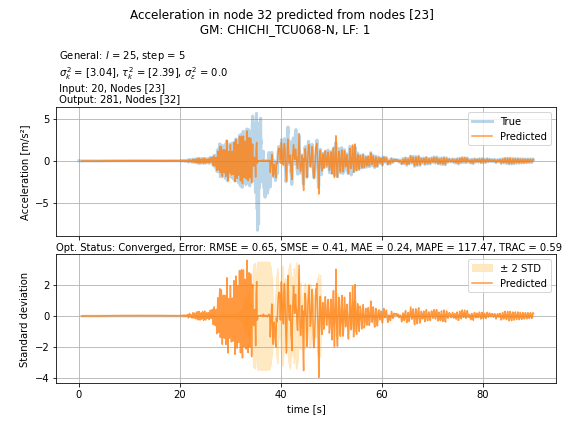 Acceleration in node 32 predicted from nodes [23]
GM: CHICHI_TCU068-N, LF: 1
General: l = 25, step = 5
σ²ₖ = [3.04], τ²ₖ = [2.39], σ²ε = 0.0
Input: 20, Nodes [23]
Output: 281, Nodes [32]
True
Predicted
5
0
−5
Acceleration [m/s²]
Opt. Status: Converged, Error: RMSE = 0.65, SMSE = 0.41, MAE = 0.24, MAPE = 117.47, TRAC = 0.59
± 2 STD
Predicted
2
0
−2
−4
Standard deviation
0 20 40 60 80
time [s]